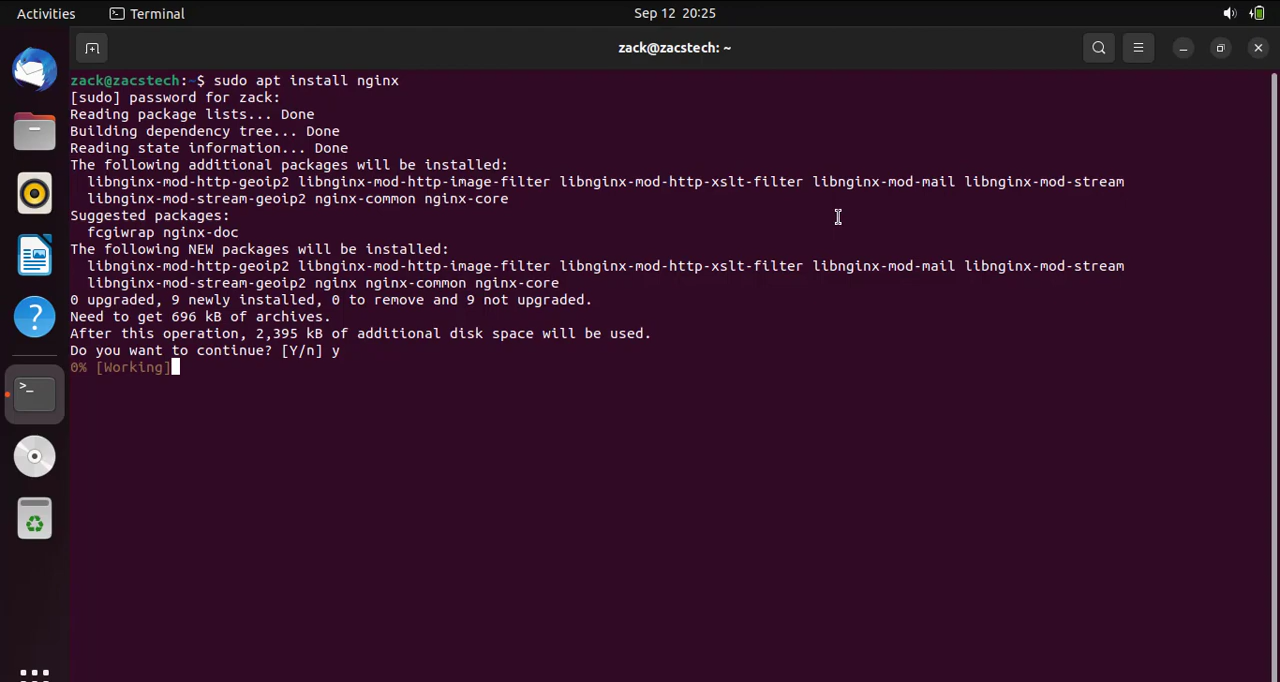 Activities
Terminal
Sep 12 20:25
zack@zacstech: ~
zack@zacstech:~$ sudo apt install nginx
[sudo] password for zack:
Reading package lists... Done
Building dependency tree... Done
Reading state information... Done
The following additional packages will be installed:
libnginx-mod-http-geoip2 libnginx-mod-http-image-filter libnginx-mod-http-xslt-filter libnginx-mod-mail libnginx-mod-stream
libnginx-mod-stream-geoip2 nginx-common nginx-core
Suggested packages:
fcgiwrap nginx-doc
The following NEW packages will be installed:
libnginx-mod-http-geoip2 libnginx-mod-http-image-filter libnginx-mod-http-xslt-filter libnginx-mod-mail libnginx-mod-stream
libnginx-mod-stream-geoip2 nginx nginx-common nginx-core
0 upgraded, 9 newly installed, 0 to remove and 9 not upgraded.
Need to get 696 kB of archives.
After this operation, 2,395 kB of additional disk space will be used.
Do you want to continue? [Y/n] y
0% [Working]